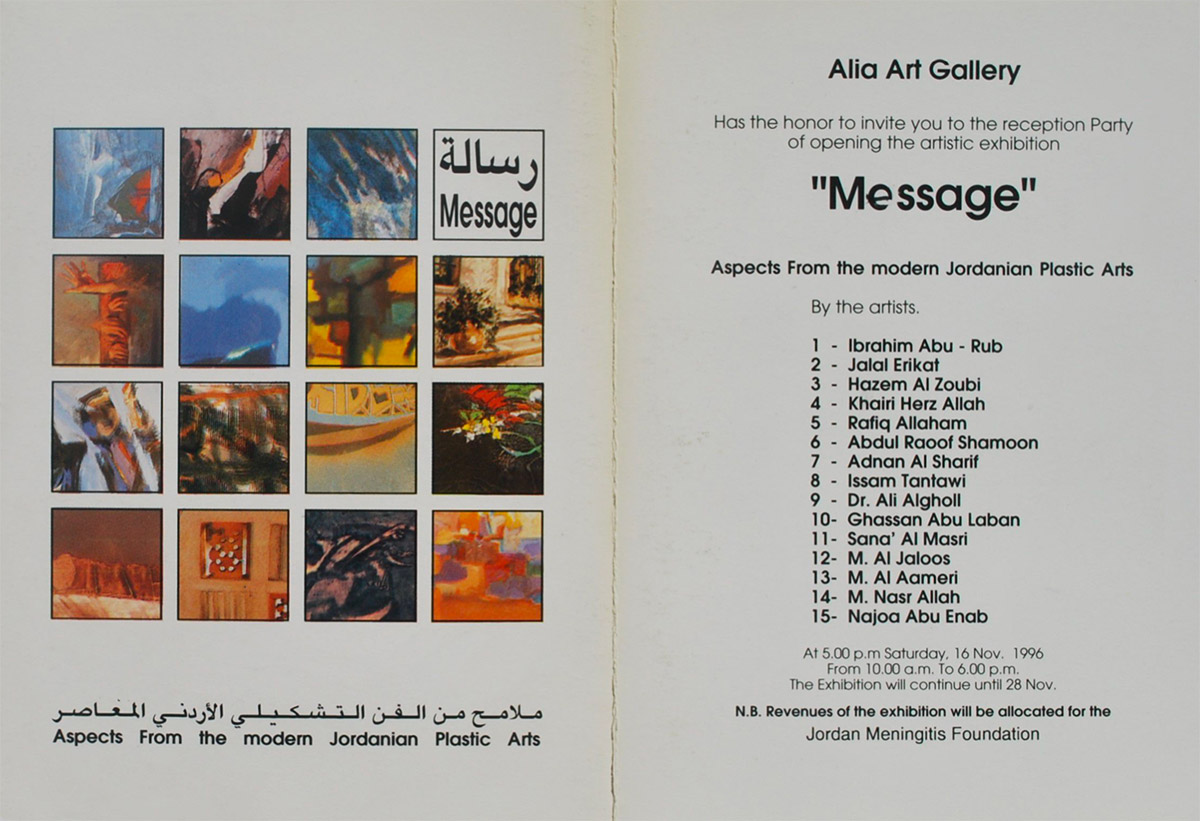 رسالة
Message
ملامح من الفن التشكيلي الأردني المعاصر
Aspects From the modern Jordanian Plastic Arts
Alia Art Gallery
Has the honor to invite you to the reception Party
of opening the artistic exhibition
"Message"
Aspects From the modern Jordanian Plastic Arts
By the artists.
1 - Ibrahim Abu - Rub
2 - Jalal Erikat
3 - Hazem Al Zoubi
4 - Khairi Herz Allah
5 - Rafiq Allaham
6 - Abdul Raoof Shamoon
7 - Adnan Al Sharif
8 - Issam Tantawi
9 - Dr. Ali Algholl
10- Ghassan Abu Laban
11- Sana' Al Masri
12- M. Al Jaloos
13- M. Al Aameri
14- M. Nasr Allah
15- Najoa Abu Enab
At 5.00 p.m Saturday, 16 Nov. 1996
From 10.00 a.m. To 6.00 p.m.
The Exhibition will continue until 28 Nov.
N.B. Revenues of the exhibition will be allocated for the
Jordan Meningitis Foundation